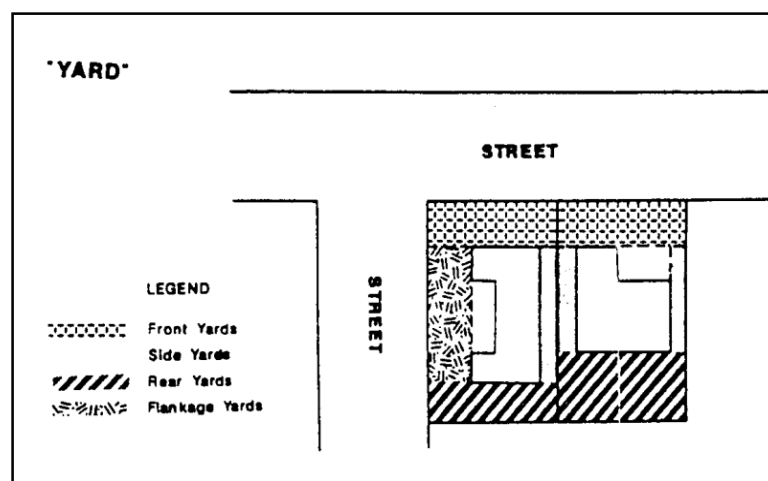 "YARD"
STREET
STREET
LEGEND
Front Yards
Side Yards
Rear Yards
Flankage Yards